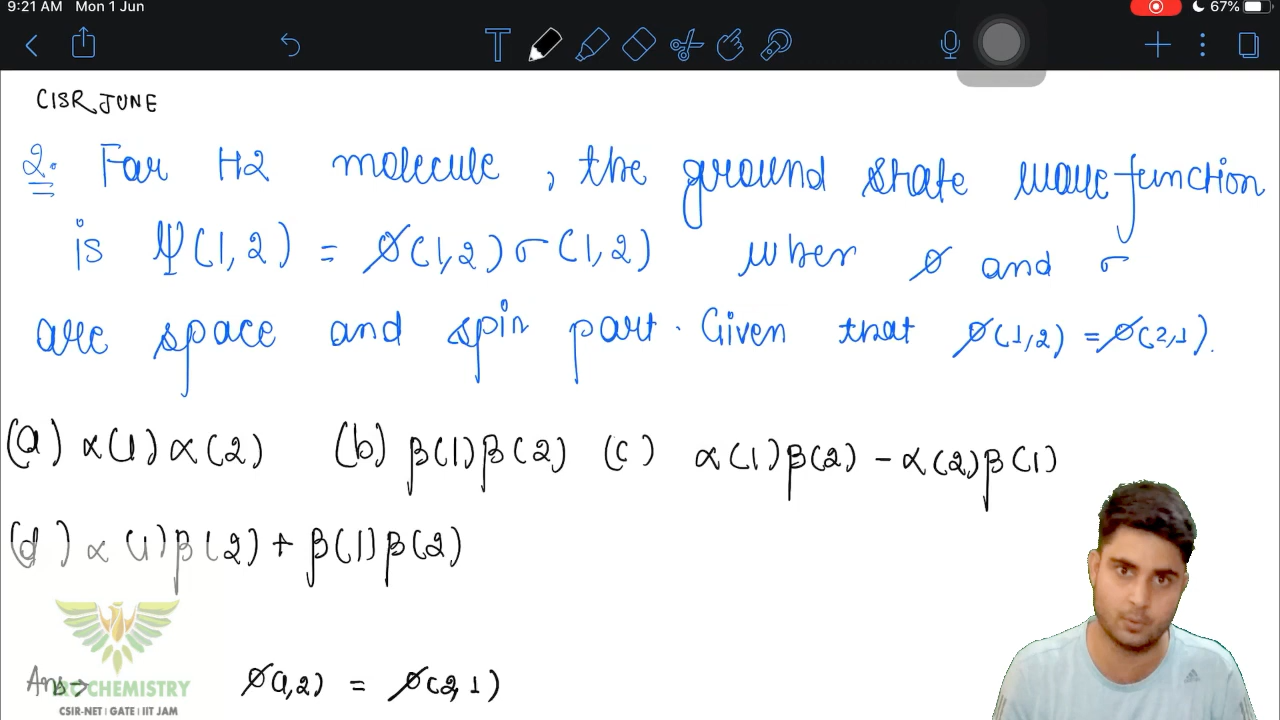 9:21 AM Mon 1 Jun
67%
T
CISR JUNE
2. For H2 molecule, the ground state wavefunction
is Ψ(1,2) = ø(1,2) σ(1,2) when ø and σ
are space and spin part. Given that ø(1,2) = ø(2,1).
(a) α(1) α(2) (b) β(1) β(2) (c) α(1) β(2) - α(2) β(1)
(d) α(1) β(2) + β(1) β(2)
Ans→ ø(1,2) = ø(2,1)
CHEMISTRY
CSIR-NET | GATE | IIT JAM